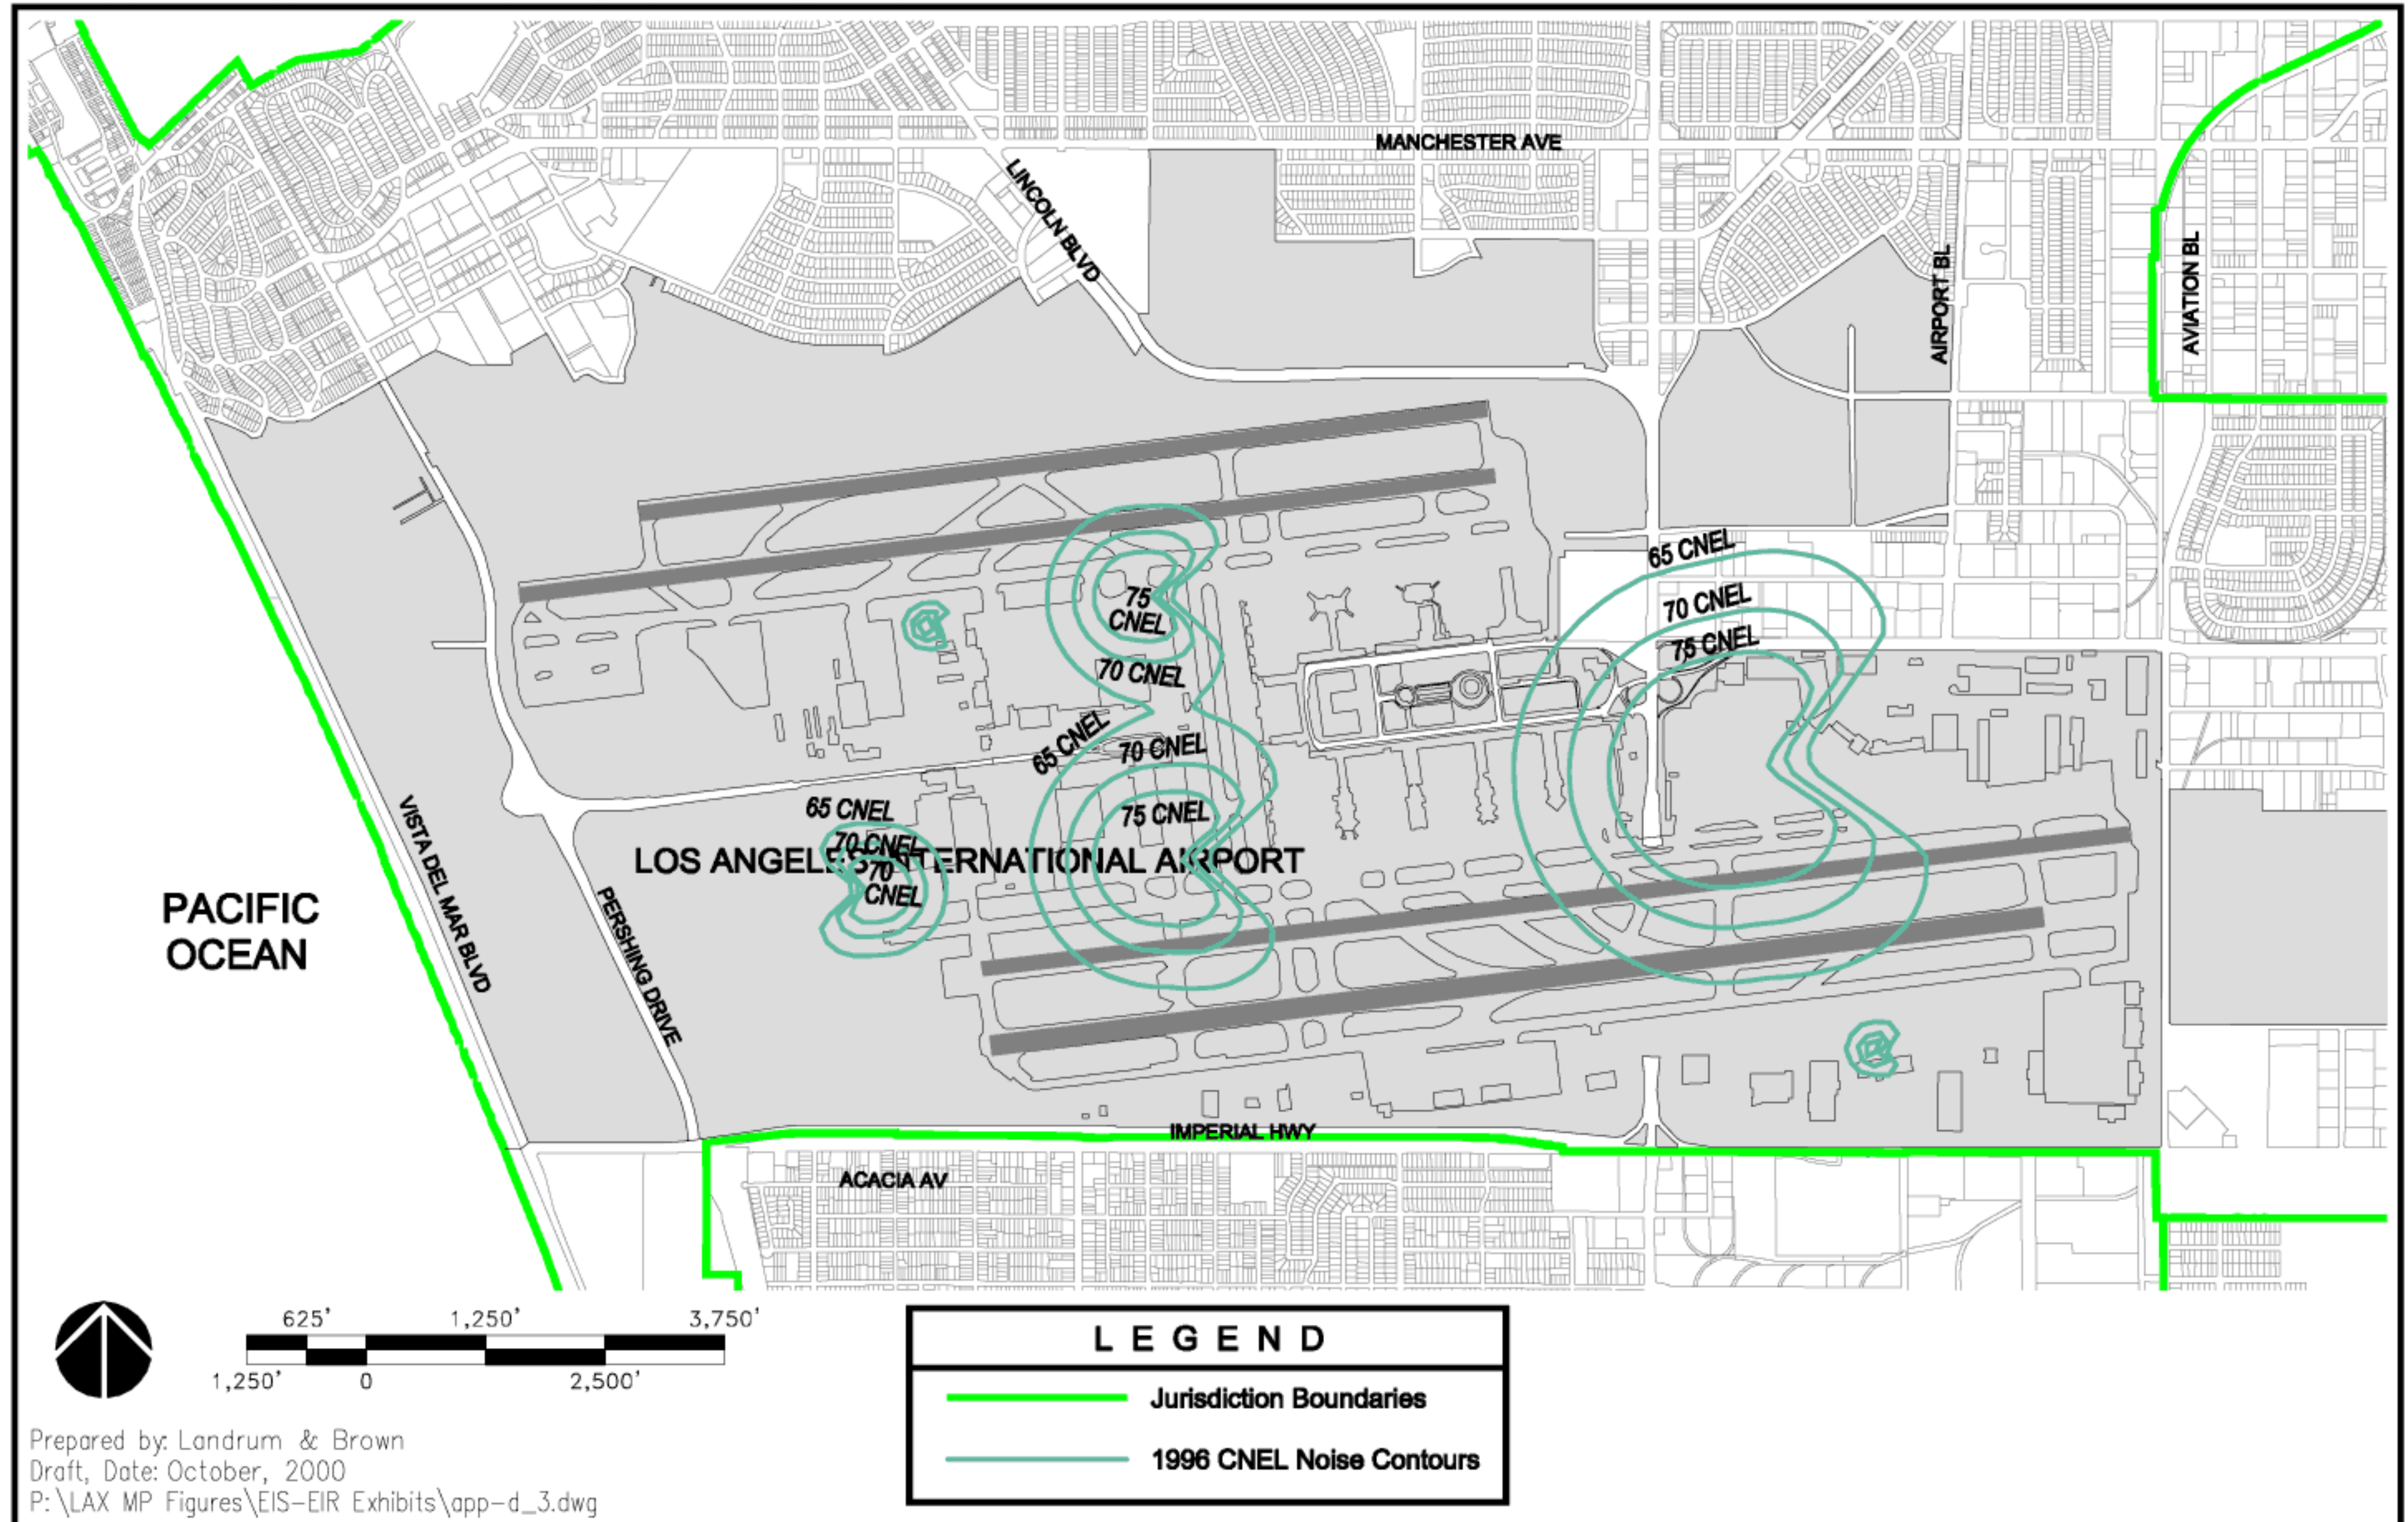 MANCHESTER AVE
LINCOLN BLVD
AIRPORT BL
AVIATION BL
65 CNEL
70 CNEL
75 CNEL
75
CNEL
70 CNEL
65 CNEL
70 CNEL
75 CNEL
65 CNEL
70 CNEL
70
CNEL
LOS ANGELES INTERNATIONAL AIRPORT
PACIFIC
OCEAN
VISTA DEL MAR BLVD
PERSHING DRIVE
IMPERIAL HWY
ACACIA AV
625' 1,250' 3,750'
1,250' 0 2,500'
LEGEND
Jurisdiction Boundaries
1996 CNEL Noise Contours
Prepared by: Landrum & Brown
Draft, Date: October, 2000
P:\LAX MP Figures\EIS-EIR Exhibits\app-d_3.dwg